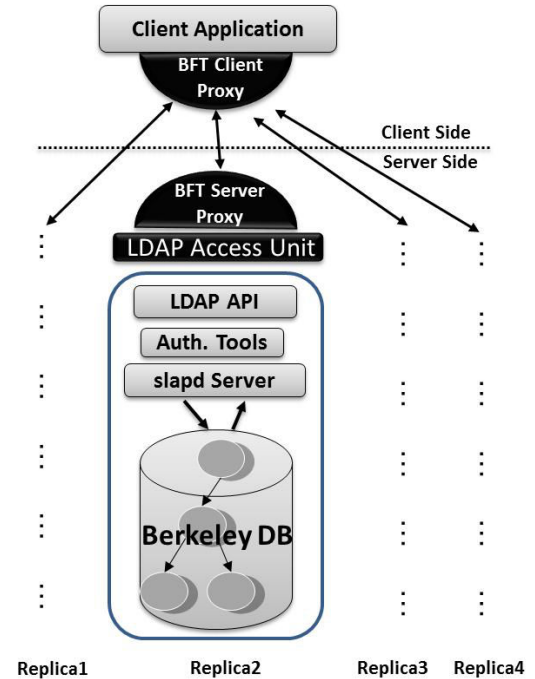 Client Application
BFT Client
Proxy
Client Side
Server Side
BFT Server
Proxy
LDAP Access Unit
LDAP API
Auth. Tools
slapd Server
Berkeley DB
Replica1
Replica2
Replica3
Replica4